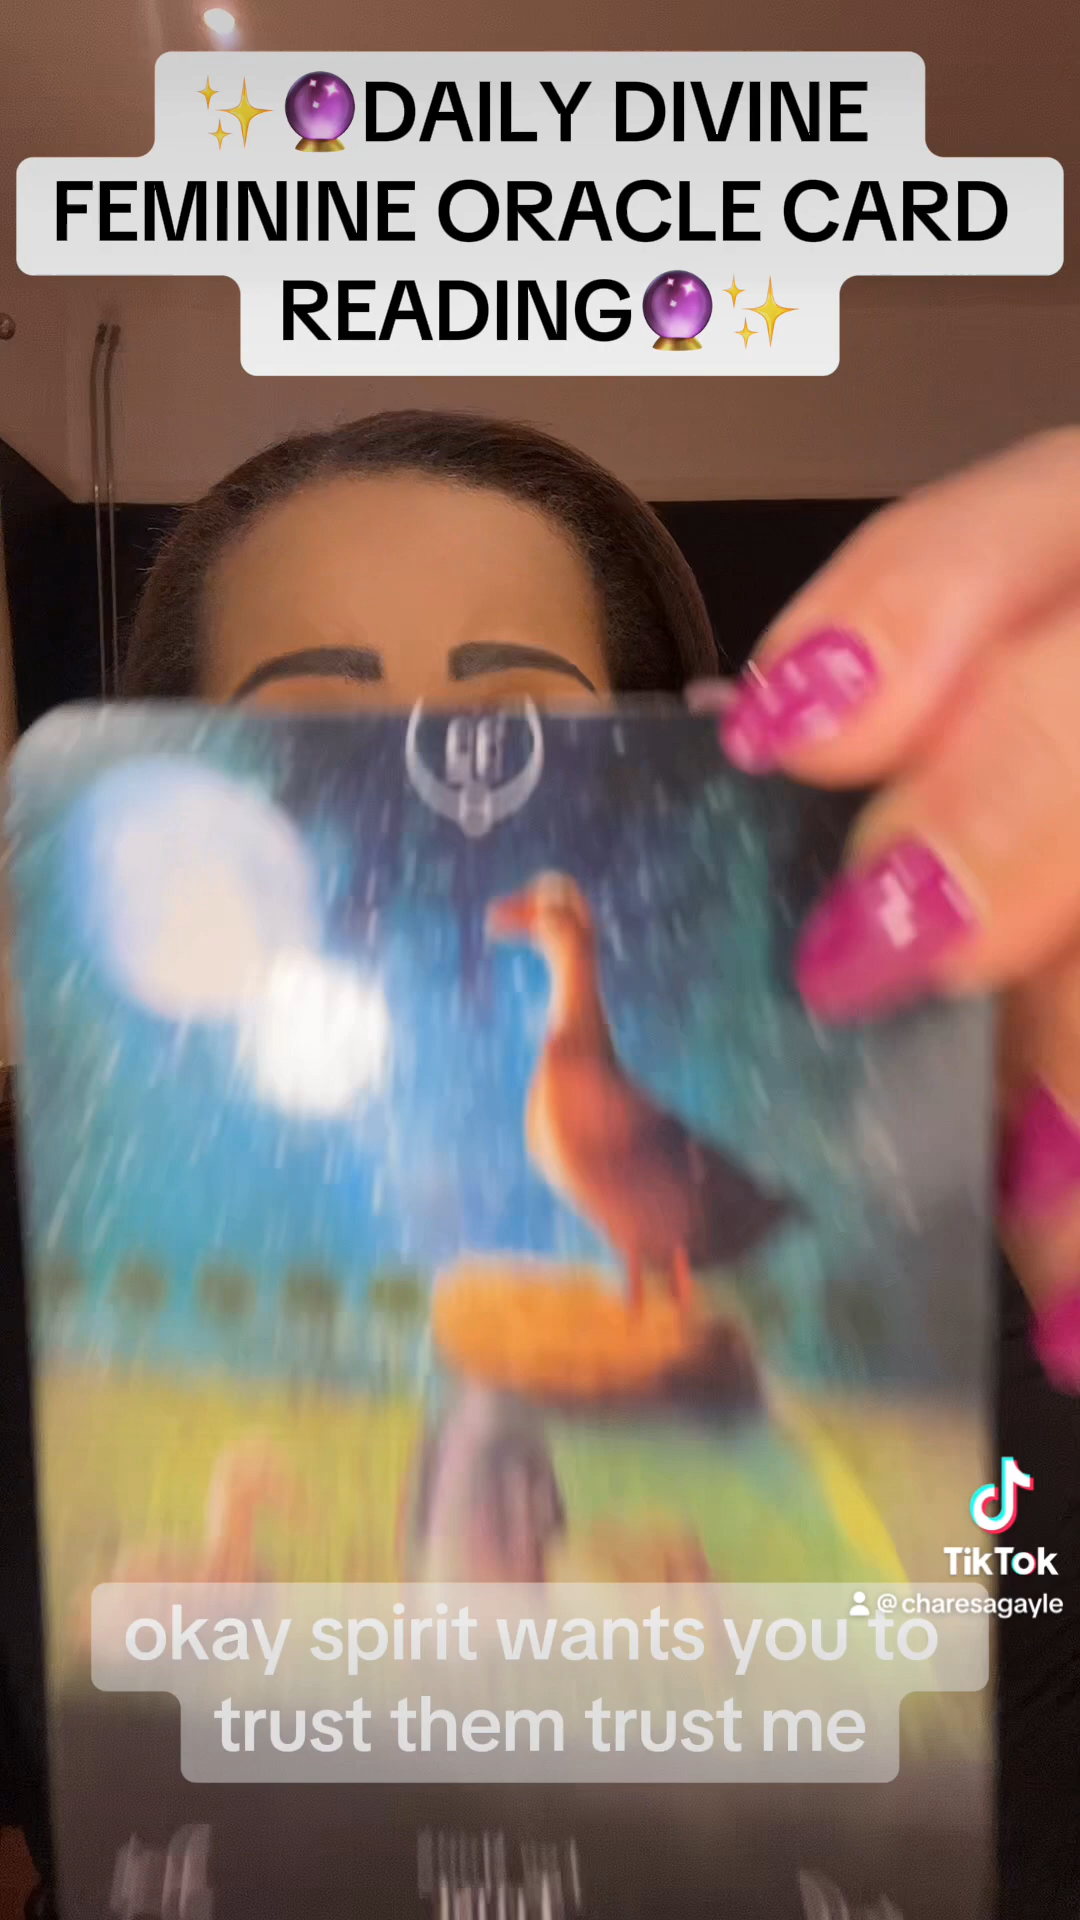 ✨🔮DAILY DIVINE
FEMININE ORACLE CARD
READING🔮✨
TikTok
@charesagayle
okay spirit wants you to
trust them trust me